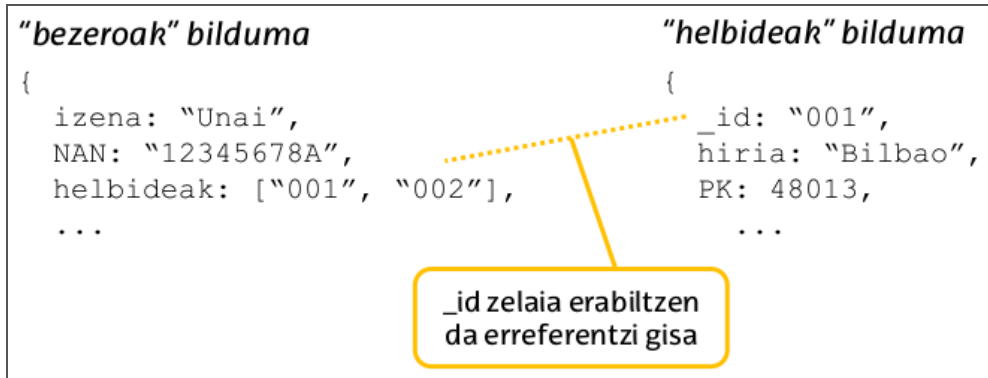 “bezeroak” bilduma
{
izena: “Unai”,
NAN: “12345678A”,
helbideak: [“001”, “002”],
...
“helbideak” bilduma
{
_id: “001”,
hiria: “Bilbao”,
PK: 48013,
...
_id zelaia erabiltzen
da erreferentzi gisa